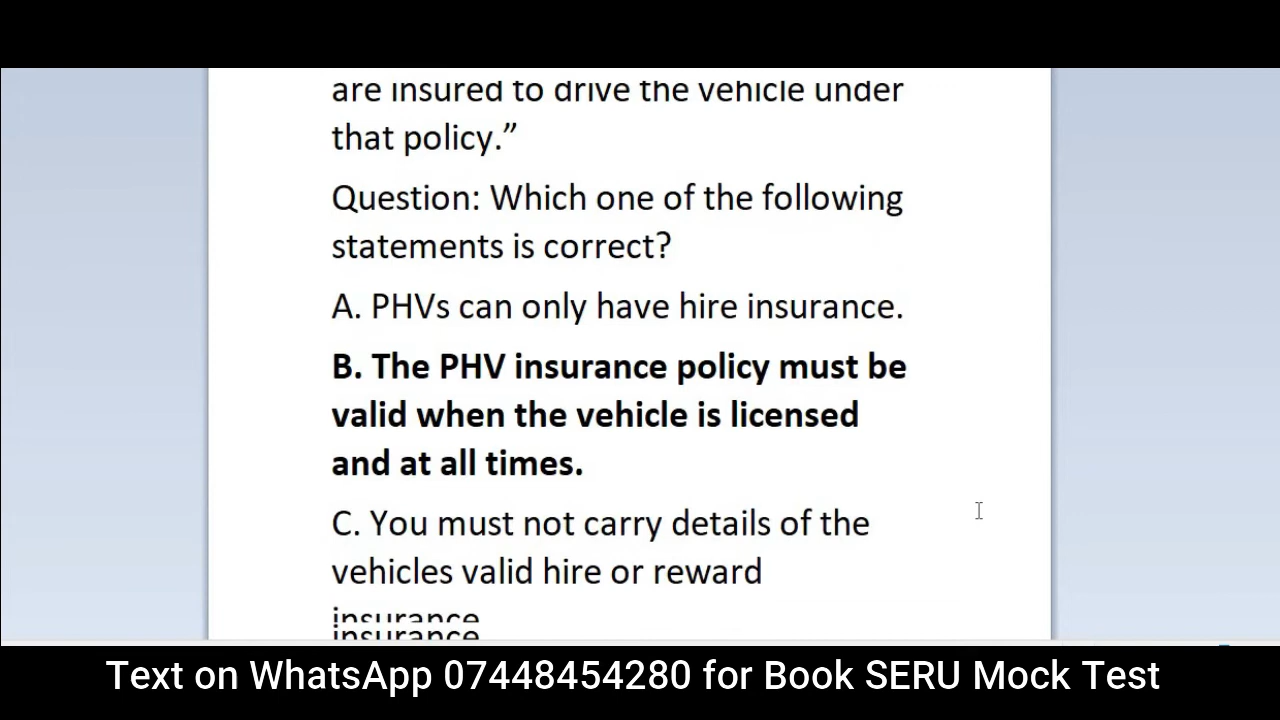 are insured to drive the vehicle under
that policy.”
Question: Which one of the following
statements is correct?
A. PHVs can only have hire insurance.
B. The PHV insurance policy must be
valid when the vehicle is licensed
and at all times.
C. You must not carry details of the
vehicles valid hire or reward
insurance
insurance
Text on WhatsApp 07448454280 for Book SERU Mock Test